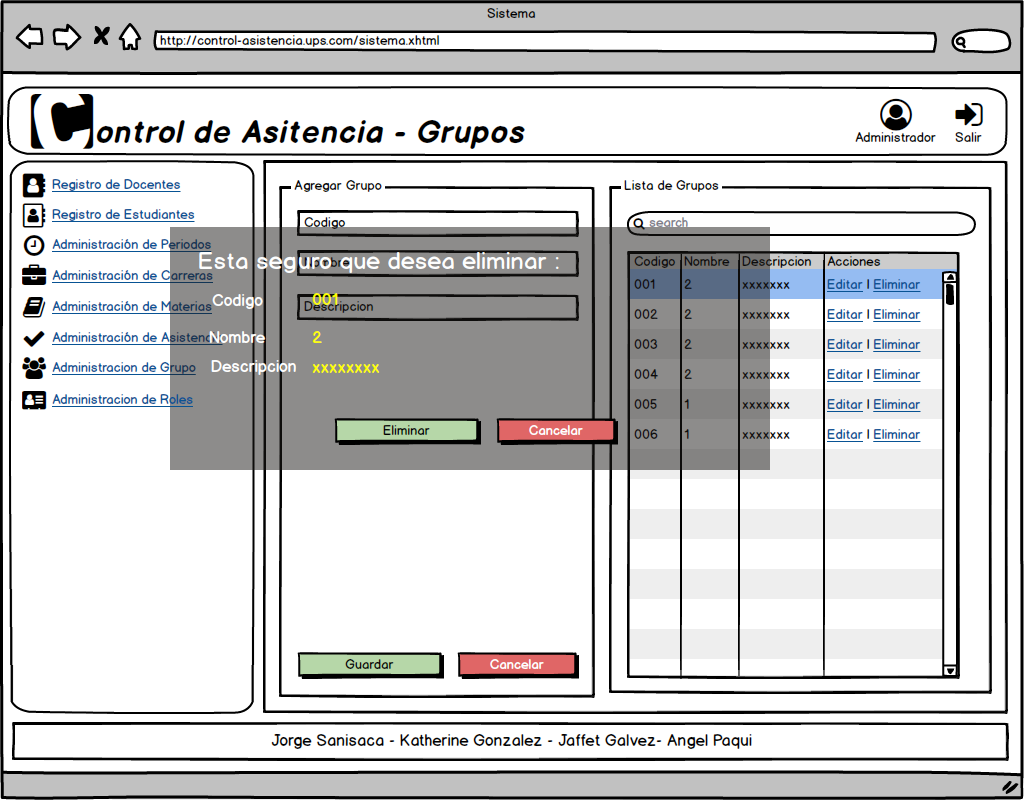 Sistema
http://control-asistencia.ups.com/sistema.xhtml
Control de Asitencia - Grupos
Administrador
Salir
Registro de Docentes
Registro de Estudiantes
Administración de Periodos
Administración de Carreras
Administración de Materias
Administración de Asistencia
Administracion de Grupo
Administracion de Roles
Agregar Grupo
Codigo
Nombre
Descripcion
Guardar
Cancelar
Esta seguro que desea eliminar :
Codigo 001
Nombre 2
Descripcion xxxxxxxx
Eliminar
Cancelar
Lista de Grupos
search
Codigo Nombre Descripcion Acciones
001 2 xxxxxxx Editar | Eliminar
002 2 xxxxxxx Editar | Eliminar
003 2 xxxxxxx Editar | Eliminar
004 2 xxxxxxx Editar | Eliminar
005 1 xxxxxxx Editar | Eliminar
006 1 xxxxxxx Editar | Eliminar
Jorge Sanisaca - Katherine Gonzalez - Jaffet Galvez- Angel Paqui